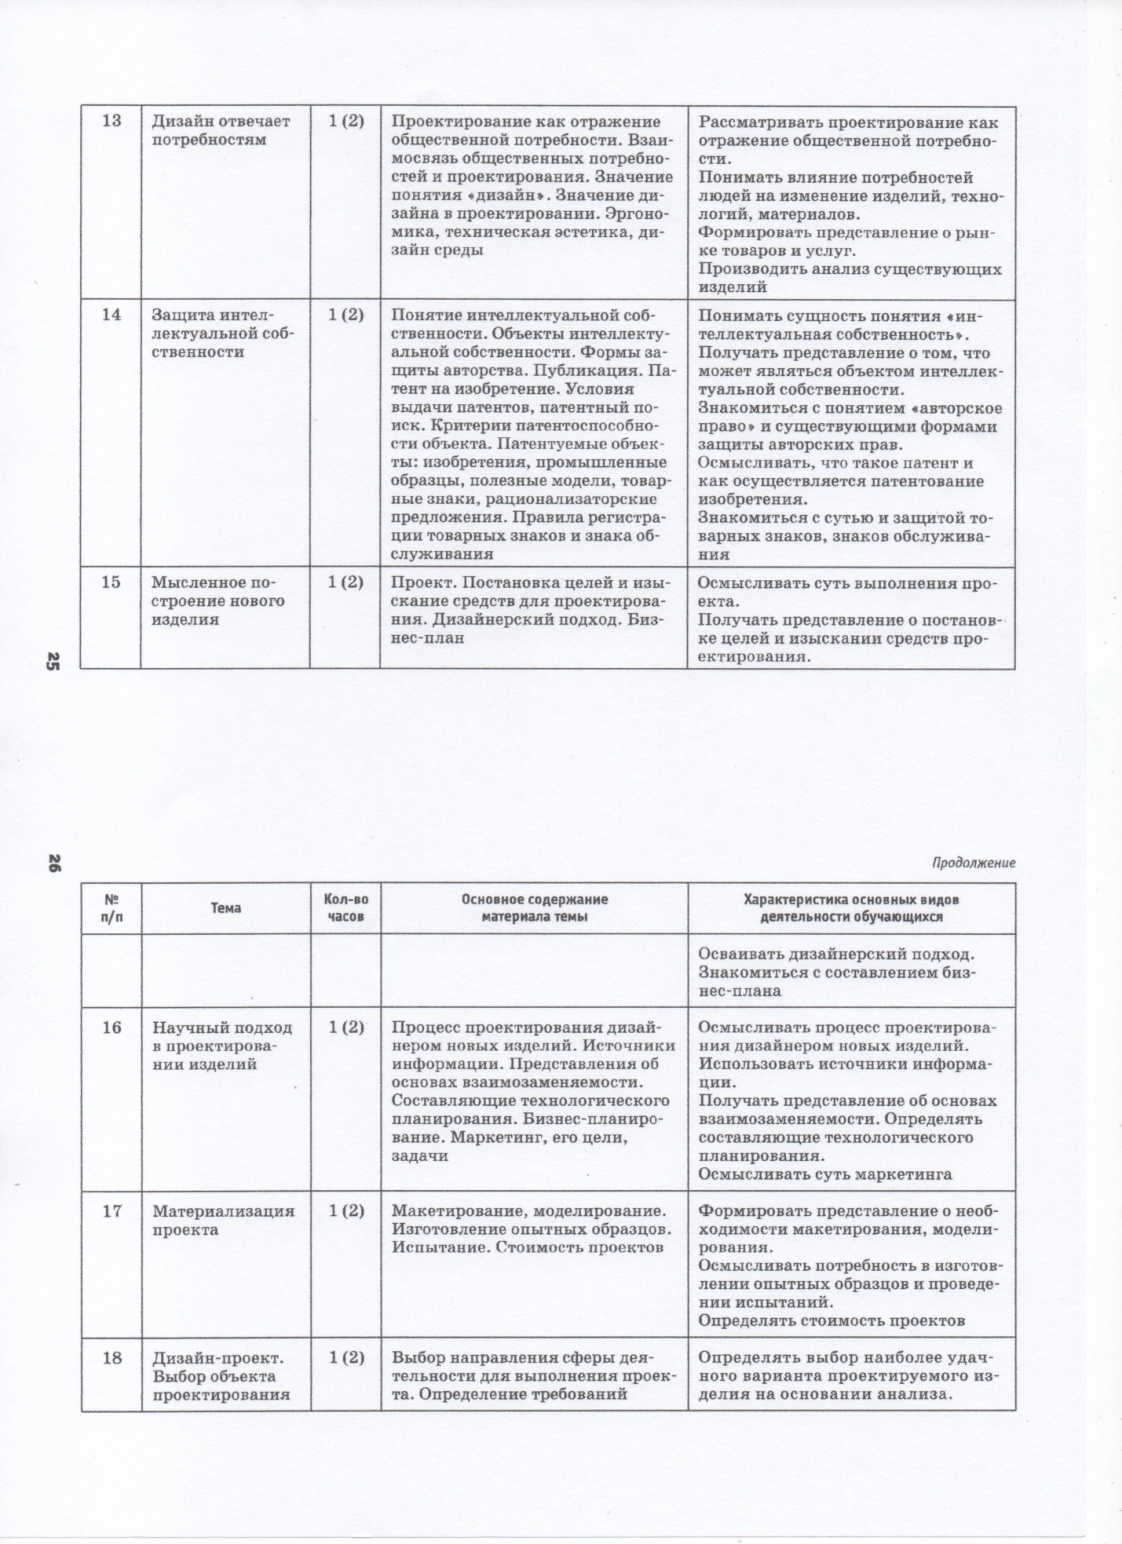 13
Дизайн отвечает
потребностям
1 (2)
Проектирование как отражение
общественной потребности. Взаи-
мосвязь общественных потребно-
стей и проектирования. Значение
понятия «дизайн». Значение ди-
зайна в проектировании. Эргоно-
мика, техническая эстетика, ди-
зайн среды
Рассматривать проектирование как
отражение общественной потребно-
сти.
Понимать влияние потребностей
людей на изменение изделий, техно-
логий, материалов.
Формировать представление о рын-
ке товаров и услуг.
Производить анализ существующих
изделий
14
Защита интел-
лектуальной соб-
ственности
1 (2)
Понятие интеллектуальной соб-
ственности. Объекты интеллекту-
альной собственности. Формы за-
щиты авторства. Публикация. Па-
тент на изобретение. Условия
выдачи патентов, патентный по-
иск. Критерии патентоспособно-
сти объекта. Патентуемые объек-
ты: изобретения, промышленные
образцы, полезные модели, товар-
ные знаки, рационализаторские
предложения. Правила регистра-
ции товарных знаков и знака об-
служивания
Понимать сущность понятия «ин-
теллектуальная собственность».
Получать представление о том, что
может являться объектом интеллек-
туальной собственности.
Знакомиться с понятием «авторское
право» и существующими формами
защиты авторских прав.
Осмысливать, что такое патент и
как осуществляется патентование
изобретения.
Знакомиться с сутью и защитой то-
варных знаков, знаков обслужива-
ния
15
Мысленное по-
строение нового
изделия
1 (2)
Проект. Постановка целей и изы-
скание средств для проектирова-
ния. Дизайнерский подход. Биз-
нес-план
Осмысливать суть выполнения про-
екта.
Получать представление о постанов-
ке целей и изыскании средств про-
ектирования.
25
26
Продолжение
№
п/п
Тема
Кол-во
часов
Основное содержание
материала темы
Характеристика основных видов
деятельности обучающихся
Осваивать дизайнерский подход.
Знакомиться с составлением биз-
нес-плана
16
Научный подход
в проектирова-
нии изделий
1 (2)
Процесс проектирования дизай-
нером новых изделий. Источники
информации. Представления об
основах взаимозаменяемости.
Составляющие технологического
планирования. Бизнес-планиро-
вание. Маркетинг, его цели,
задачи
Осмысливать процесс проектирова-
ния дизайнером новых изделий.
Использовать источники информа-
ции.
Получать представление об основах
взаимозаменяемости. Определять
составляющие технологического
планирования.
Осмысливать суть маркетинга
17
Материализация
проекта
1 (2)
Макетирование, моделирование.
Изготовление опытных образцов.
Испытание. Стоимость проектов
Формировать представление о необ-
ходимости макетирования, модели-
рования.
Осмысливать потребность в изготов-
лении опытных образцов и проведе-
нии испытаний.
Определять стоимость проектов
18
Дизайн-проект.
Выбор объекта
проектирования
1 (2)
Выбор направления сферы дея-
тельности для выполнения проек-
та. Определение требований
Определять выбор наиболее удач-
ного варианта проектируемого из-
делия на основании анализа.